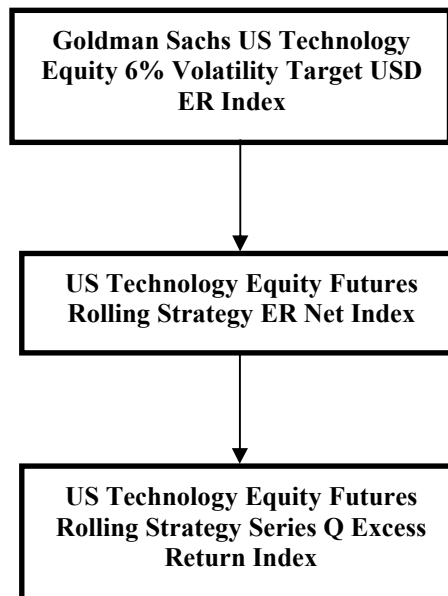 Goldman Sachs US Technology
Equity 6% Volatility Target USD
ER Index
US Technology Equity Futures
Rolling Strategy ER Net Index
US Technology Equity Futures
Rolling Strategy Series Q Excess
Return Index